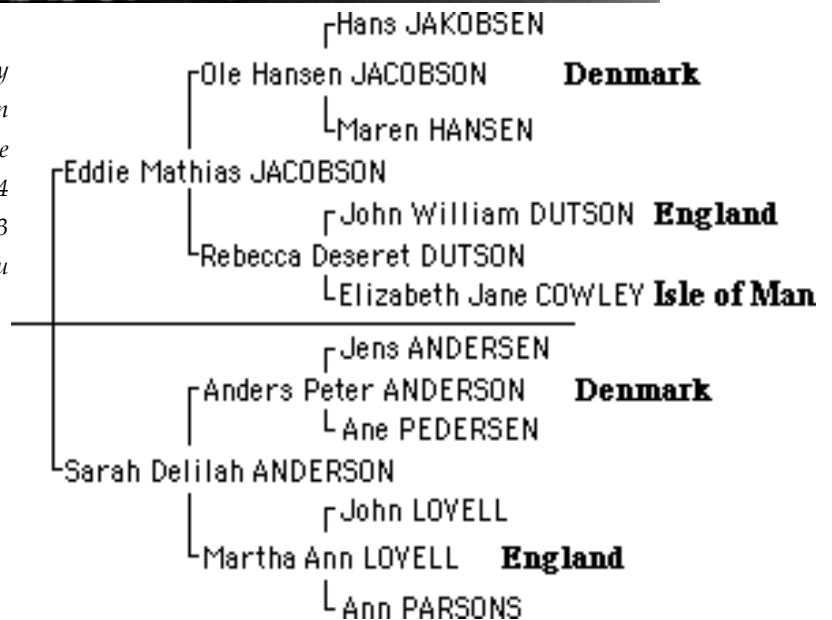 Hans JAKOBSEN
Ole Hansen JACOBSON Denmark
Maren HANSEN
Eddie Mathias JACOBSON
John William DUTSON England
Rebecca Deseret DUTSON
Elizabeth Jane COWLEY Isle of Man
Jens ANDERSEN
Anders Peter ANDERSON Denmark
Ane PEDERSEN
Sarah Delilah ANDERSON
John LOVELL
Martha Ann LOVELL England
Ann PARSONS
y
n
e
4
3
u